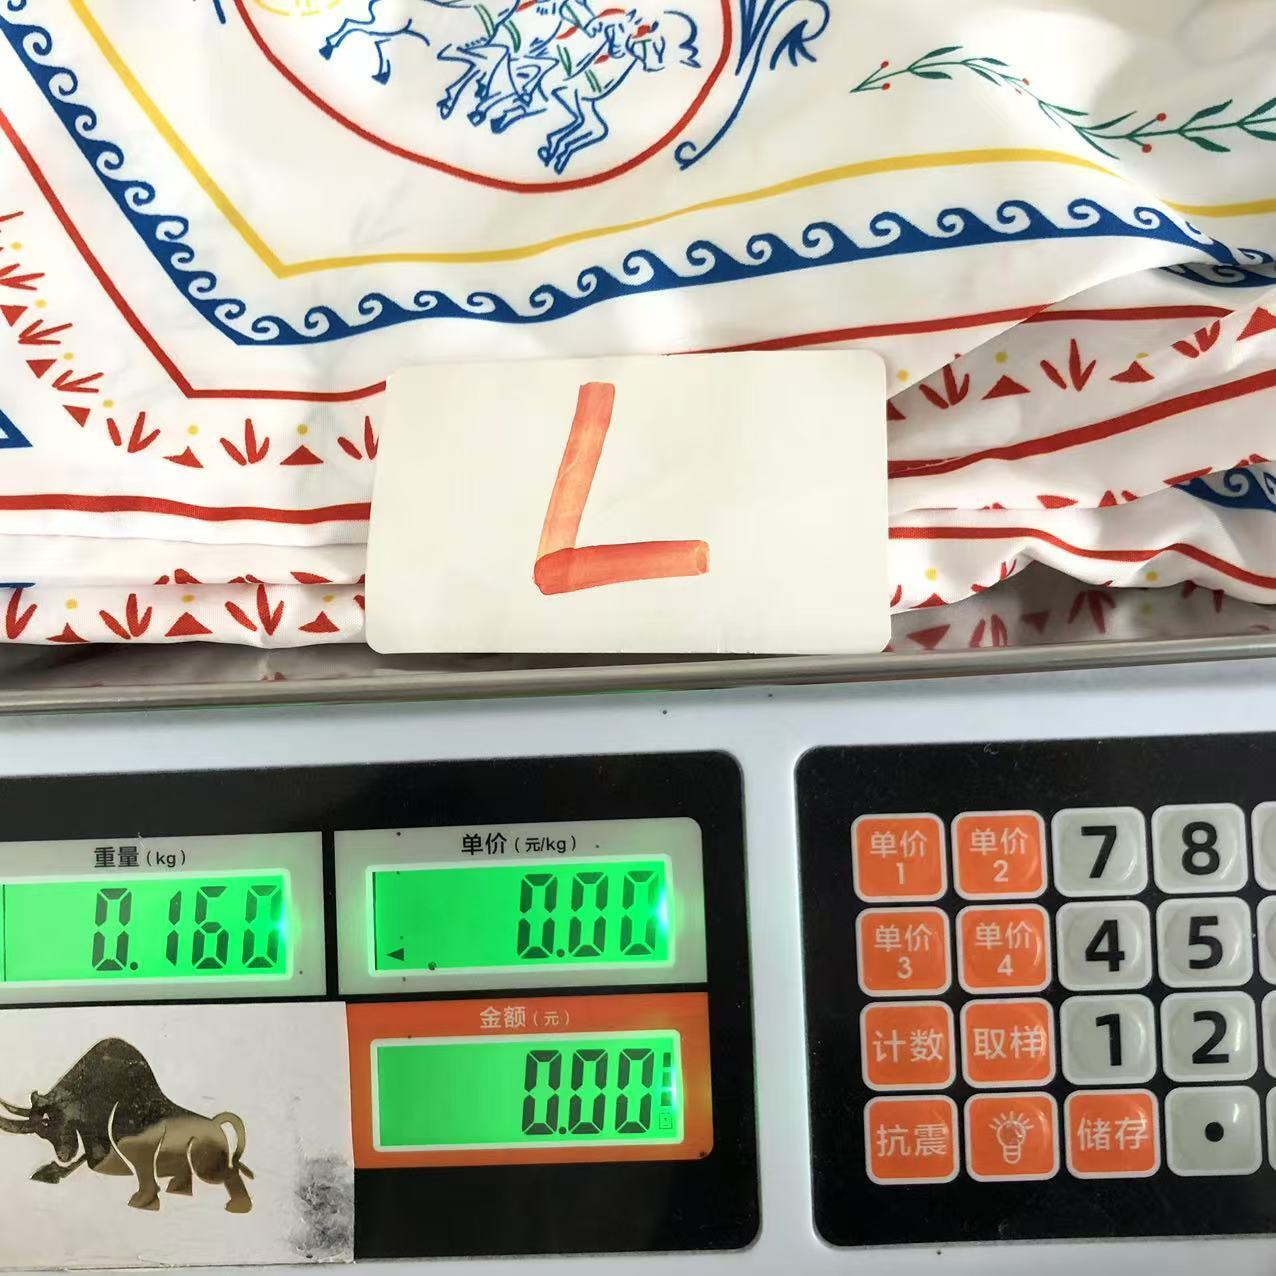 L
重量(kg)
0.160
单价(元/kg)
0.00
金额(元)
0.00
单价1 单价2 7 8
单价3 单价4 4 5
计数 取样 1 2
抗震 储存 .